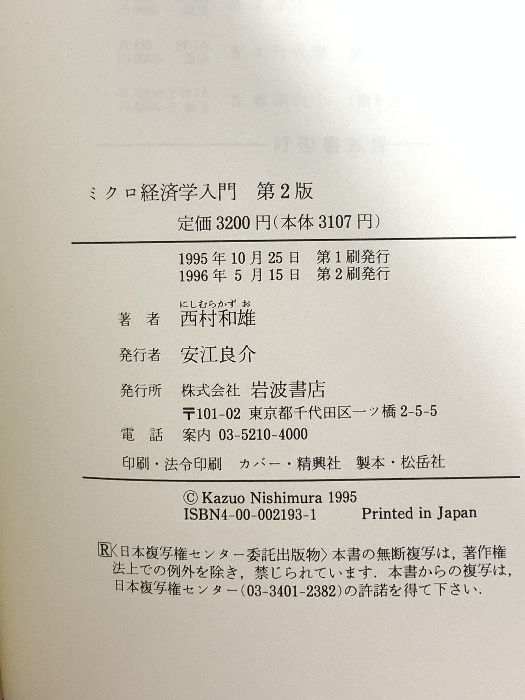 ミクロ経済学入門 第2版
定価3200円(本体3107円)
1995年10月25日 第1刷発行
1996年 5月15日 第2刷発行
にしむらかず お
著 者 西村和雄
発行者 安江良介
発行所 株式会社 岩波書店
〒101-02 東京都千代田区一ツ橋2-5-5
電 話 案内 03-5210-4000
印刷・法令印刷 カバー・精興社 製本・松岳社
© Kazuo Nishimura 1995
ISBN4-00-002193-1 Printed in Japan
R〈日本複写権センター委託出版物〉本書の無断複写は,著作権
法上での例外を除き,禁じられています.本書からの複写は,
日本複写権センター(03-3401-2382)の許諾を得て下さい.